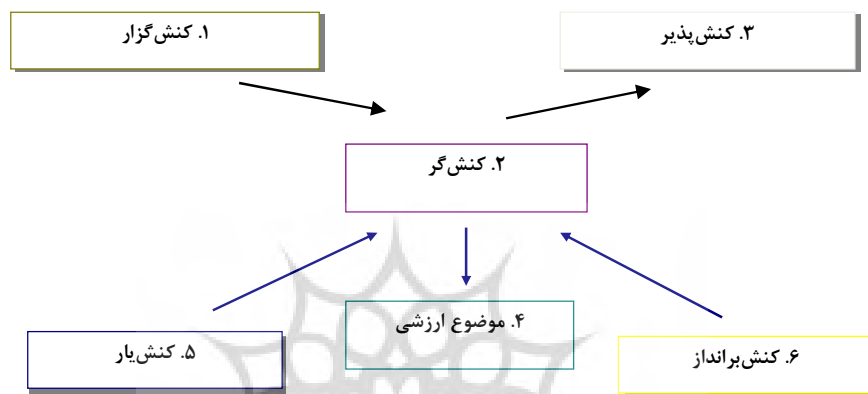 ۱. کنش‌گزار
۳. کنش‌پذیر
۲. کنش‌گر
۴. موضوع ارزشی
۵. کنش‌یار
۶. کنش‌برانداز